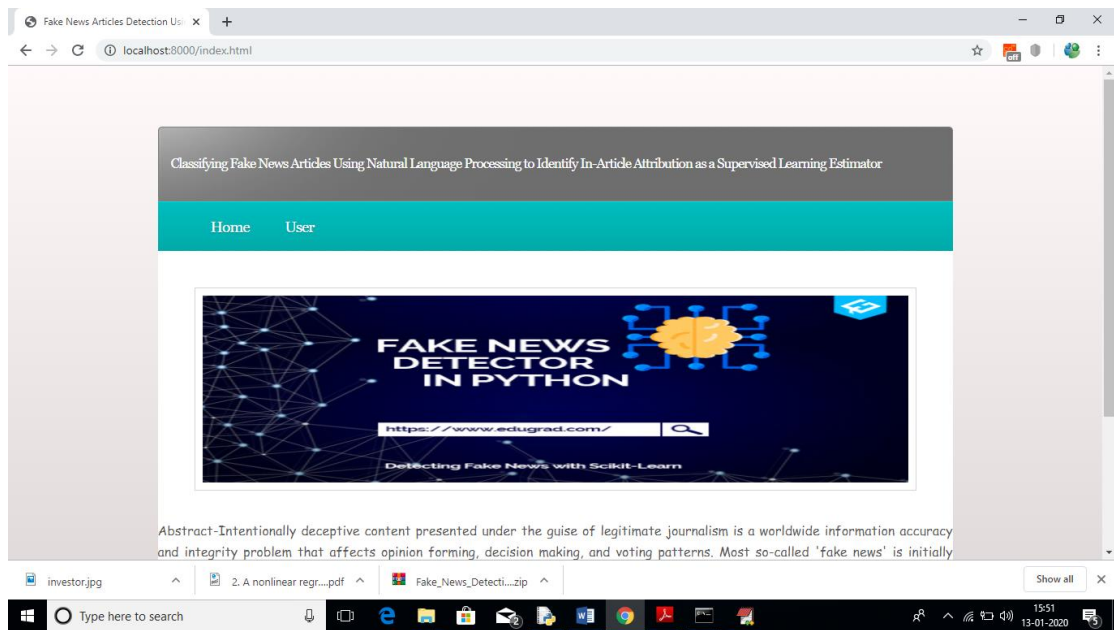 Fake News Articles Detection Us
localhost:8000/index.html
off
Classifying Fake News Articles Using Natural Language Processing to Identify In-Article Attribution as a Supervised Learning Estimator
Home User
FAKE NEWS
DETECTOR
IN PYTHON
https://www.edugrad.com/
Detecting Fake News with Scikit-Learn
Abstract-Intentionally deceptive content presented under the guise of legitimate journalism is a worldwide information accuracy
and integrity problem that affects opinion forming, decision making, and voting patterns. Most so-called 'fake news' is initially
investor.jpg 2. A nonlinear regr....pdf Fake_News_Detecti....zip Show all
Type here to search 2 15:51
13-01-2020 5